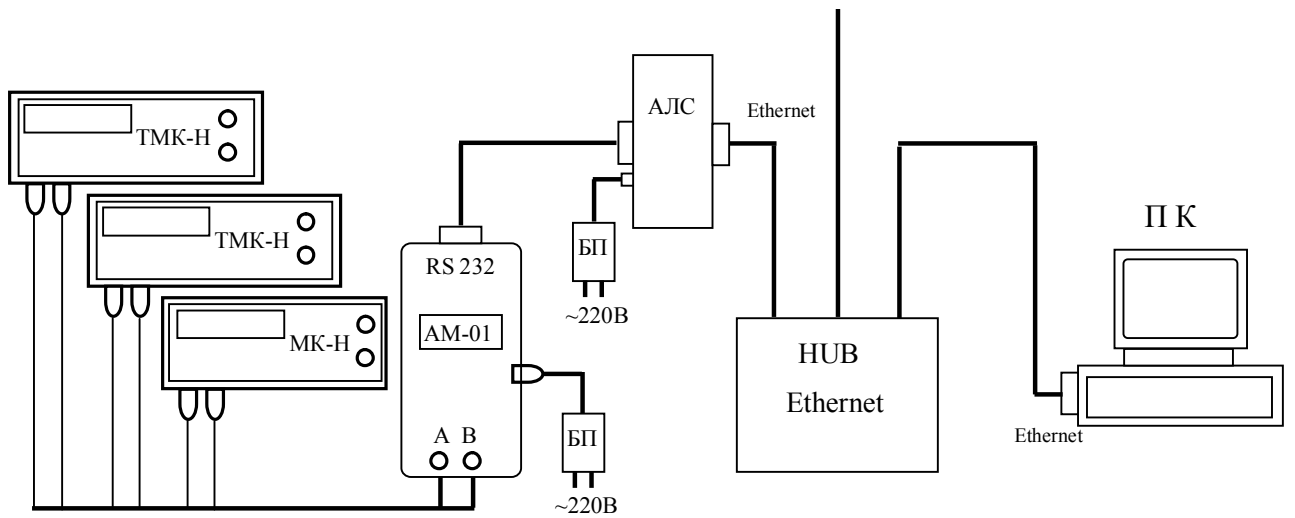 ТМК-Н
ТМК-Н
МК-Н
RS 232
АМ-01
А В
БП
~220В
АЛС
БП
~220В
Ethernet
HUB
Ethernet
П К
Ethernet